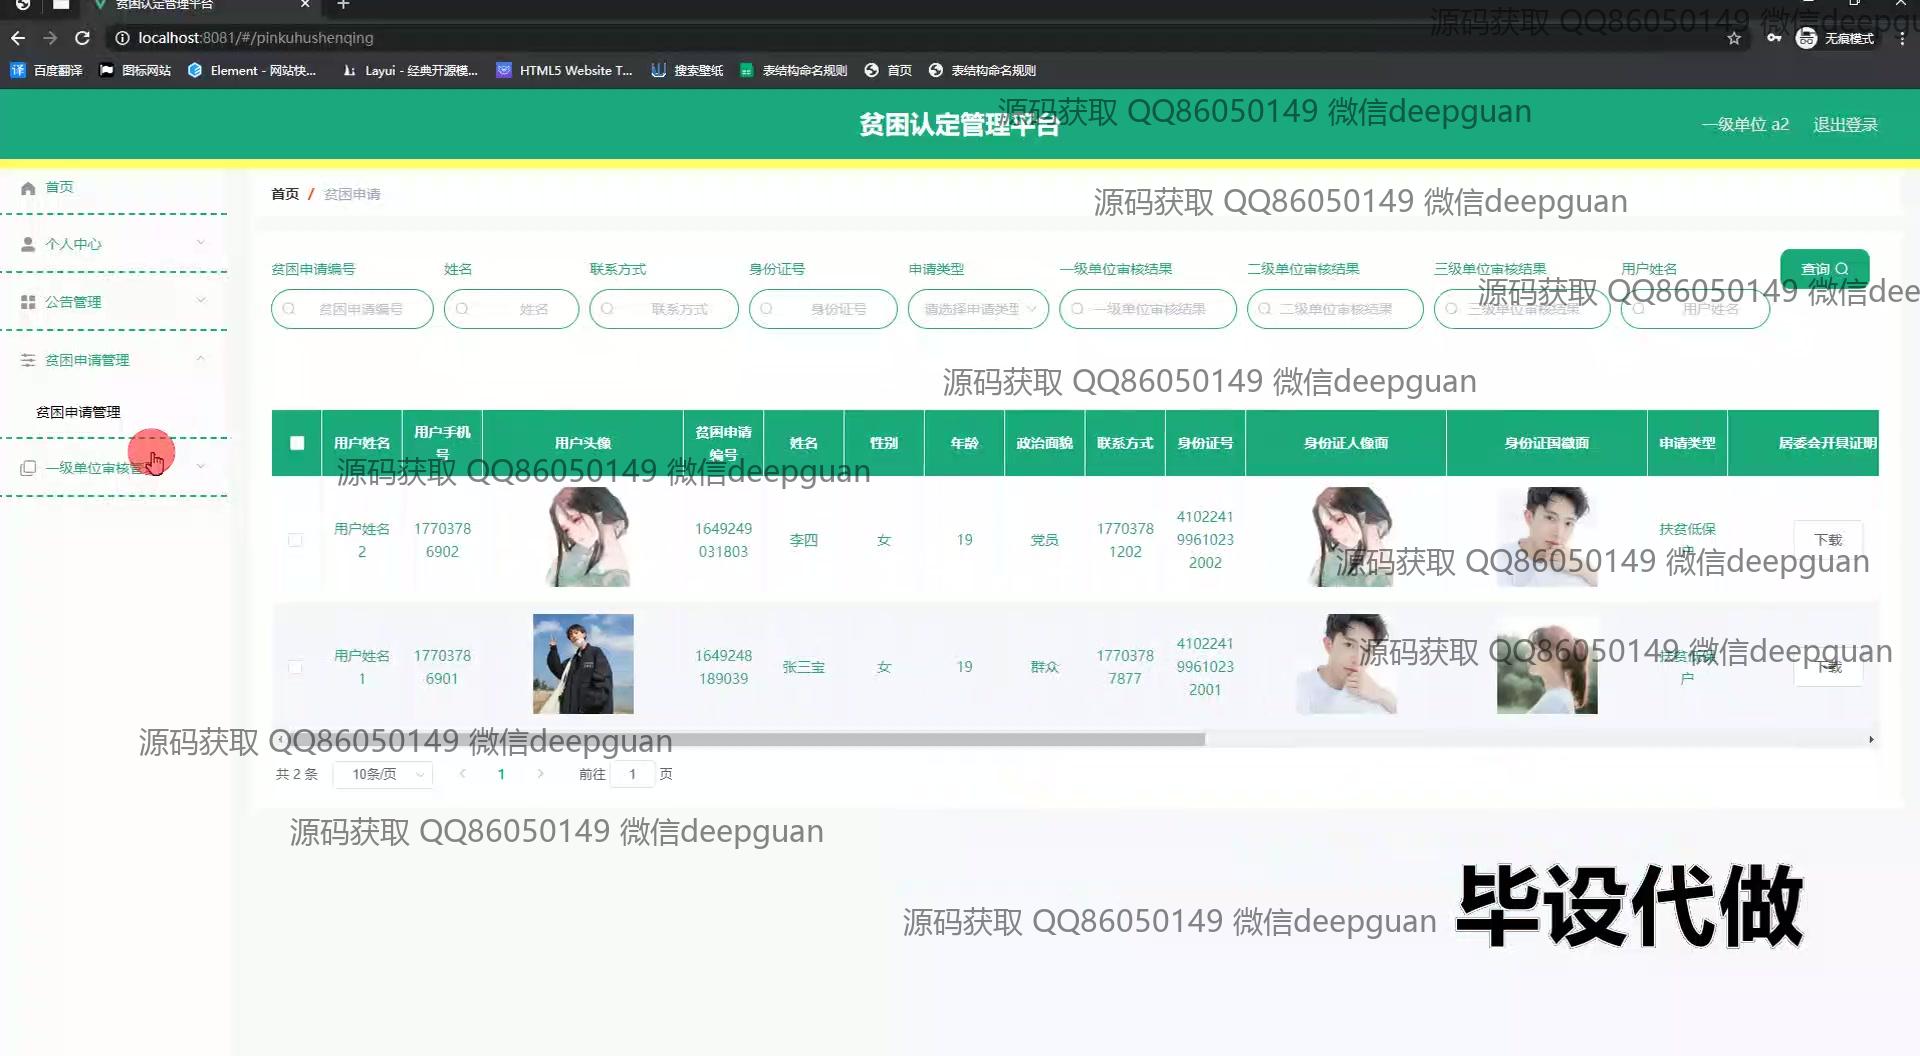 贫困认定管理平台
localhost:8081/#/pinkuhushenqing
无痕模式
百度翻译
图标网站
Element - 网站快...
Layui - 经典开源模...
HTML5 Website T...
搜索壁纸
表结构命名规则
首页
表结构命名规则
源码获取 QQ86050149 微信deepgu
贫困认定管理平台
源码获取 QQ86050149 微信deepguan
一级单位 a2
退出登录
首页
个人中心
公告管理
贫困申请管理
贫困申请管理
一级单位审核管
首页 / 贫困申请
源码获取 QQ86050149 微信deepguan
贫困申请编号 姓名 联系方式 身份证号 申请类型 一级单位审核结果 二级单位审核结果 三级单位审核结果 用户姓名
查询
源码获取 QQ86050149 微信dee
贫困申请编号 姓名 联系方式 身份证号 请选择申请类型 一级单位审核结果 二级单位审核结果 三级单位审核结果 用户姓名
源码获取 QQ86050149 微信deepguan
用户姓名 用户手机号 用户头像 贫困申请编号 姓名 性别 年龄 政治面貌 联系方式 身份证号 身份证人像面 身份证国徽面 申请类型 居委会开具证明
源码获取 QQ86050149 微信deepguan
用户姓名2 17703786902 1649249031803 李四 女 19 党员 17703781202 410224199610232002 扶贫低保户 下载
源码获取 QQ86050149 微信deepguan
用户姓名1 17703786901 1649248189039 张三宝 女 19 群众 17703787877 410224199610232001 扶贫低保户 下载
源码获取 QQ86050149 微信deepguan
源码获取 QQ86050149 微信deepguan
共 2 条 10条/页 1 前往 1 页
源码获取 QQ86050149 微信deepguan
源码获取 QQ86050149 微信deepguan
毕设代做